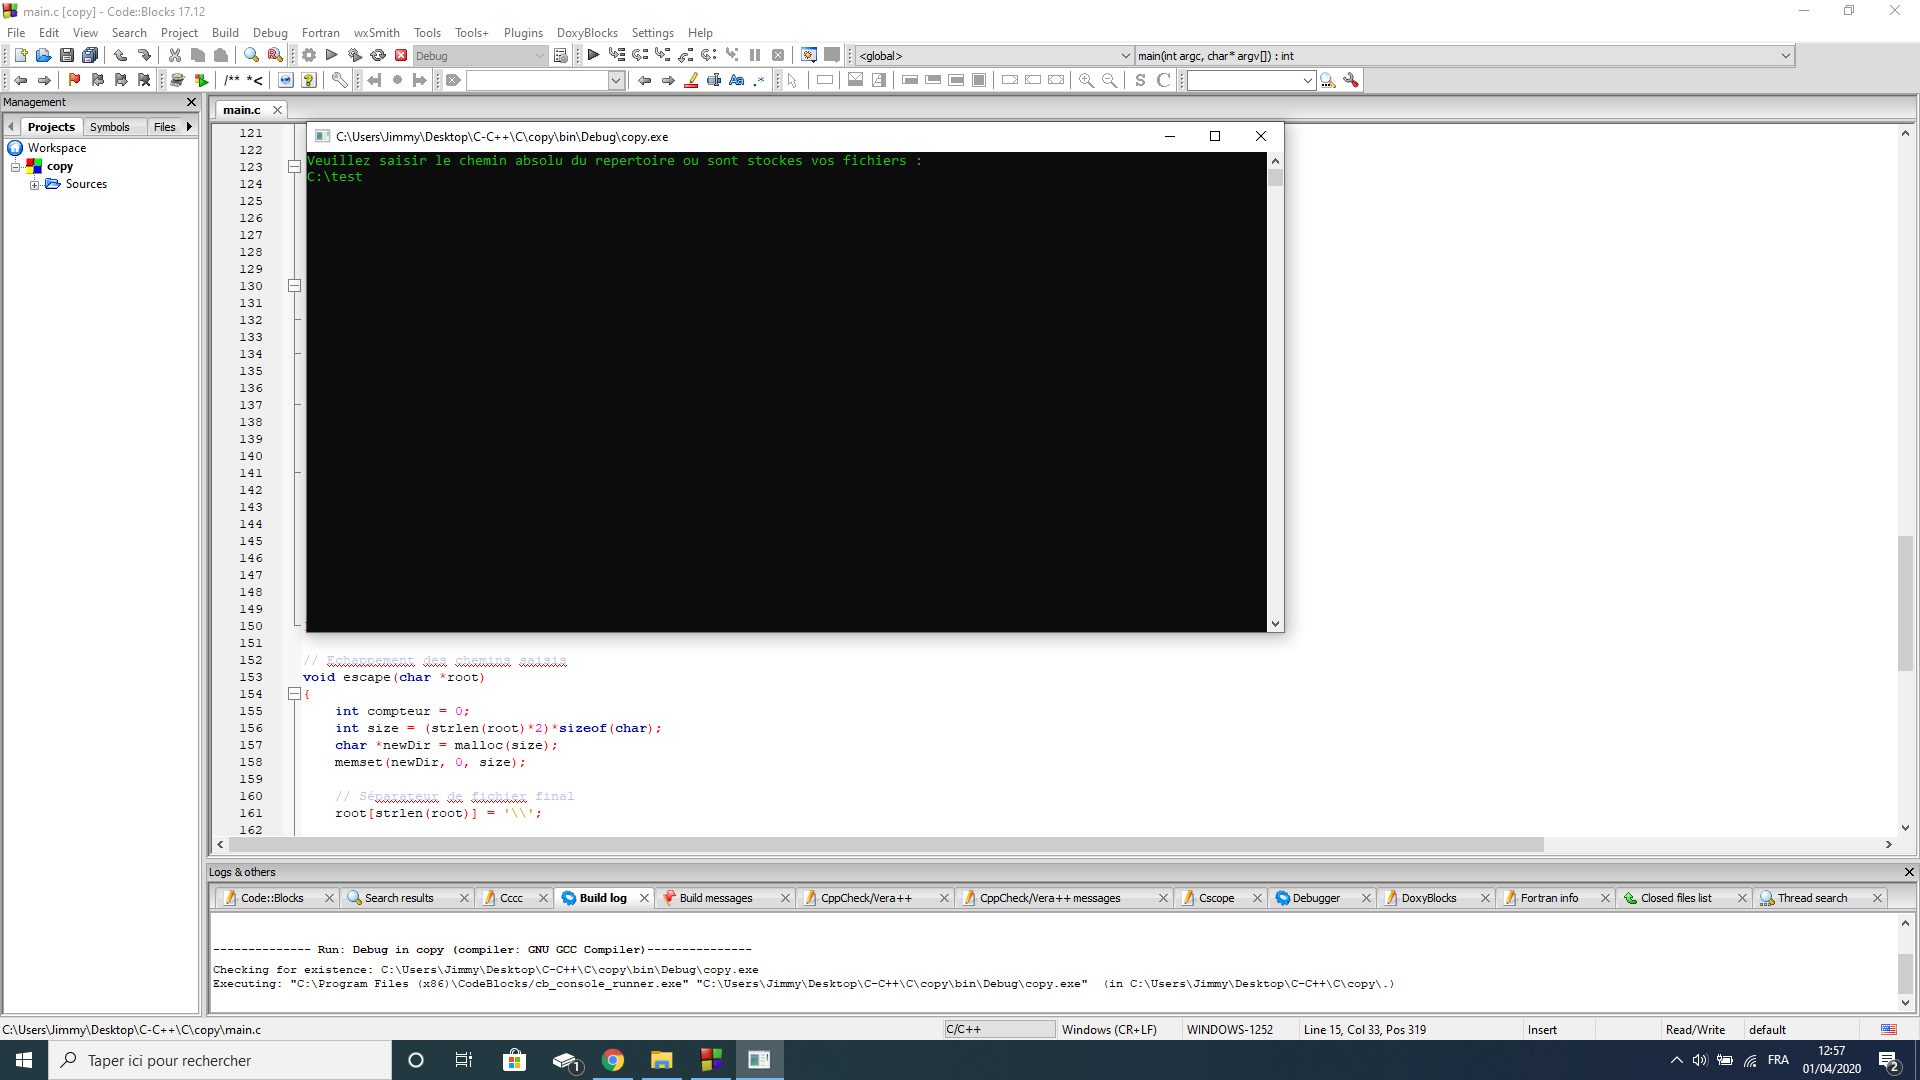 main.c [copy] - Code::Blocks 17.12
File Edit View Search Project Build Debug Fortran wxSmith Tools Tools+ Plugins DoxyBlocks Settings Help
Debug
<global>
main(int argc, char* argv[]) : int
/** *<
Aa .*
S C
Management
main.c
Projects Symbols Files
Workspace
copy
Sources
C:\Users\Jimmy\Desktop\C-C++\C\copy\bin\Debug\copy.exe
Veuillez saisir le chemin absolu du repertoire ou sont stockes vos fichiers :
C:\test
121
122
123
124
125
126
127
128
129
130
131
132
133
134
135
136
137
138
139
140
141
142
143
144
145
146
147
148
149
150
151
152 // Echappement des chemins saisis
153 void escape(char *root)
154 {
155 int compteur = 0;
156 int size = (strlen(root)*2)*sizeof(char);
157 char *newDir = malloc(size);
158 memset(newDir, 0, size);
159
160 // Séparateur de fichier final
161 root[strlen(root)] = '\\';
162
Logs & others
Code::Blocks Search results Cccc Build log Build messages CppCheck/Vera++ CppCheck/Vera++ messages Cscope Debugger DoxyBlocks Fortran info Closed files list Thread search
-------------- Run: Debug in copy (compiler: GNU GCC Compiler)---------------
Checking for existence: C:\Users\Jimmy\Desktop\C-C++\C\copy\bin\Debug\copy.exe
Executing: "C:\Program Files (x86)\CodeBlocks/cb_console_runner.exe" "C:\Users\Jimmy\Desktop\C-C++\C\copy\bin\Debug\copy.exe"  (in C:\Users\Jimmy\Desktop\C-C++\C\copy\.)
C:\Users\Jimmy\Desktop\C-C++\C\copy\main.c C/C++ Windows (CR+LF) WINDOWS-1252 Line 15, Col 33, Pos 319 Insert Read/Write default
Taper ici pour rechercher
1
FRA
12:57
01/04/2020
2